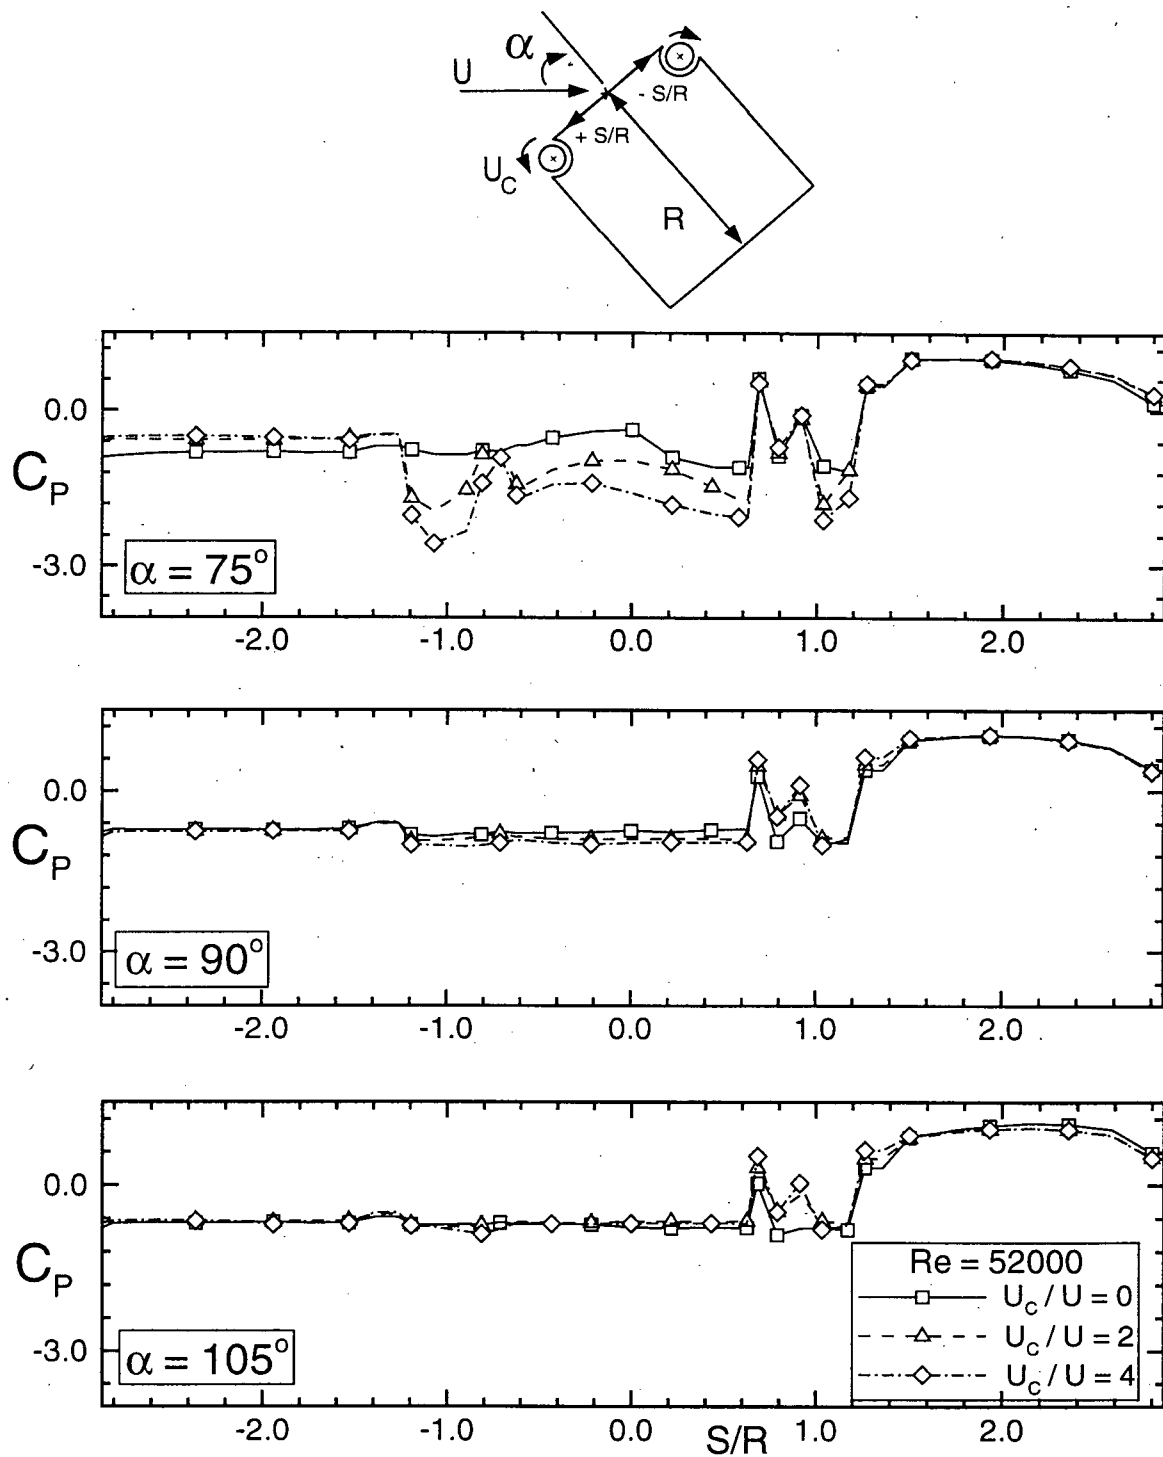 α
U
- S/R
+ S/R
U_C
R
0.0
C_P
-3.0
α = 75°
-2.0 -1.0 0.0 1.0 2.0
0.0
C_P
-3.0
α = 90°
-2.0 -1.0 0.0 1.0 2.0
0.0
C_P
-3.0
α = 105°
Re = 52000
U_c / U = 0
U_c / U = 2
U_c / U = 4
-2.0 -1.0 0.0 1.0 2.0
S/R